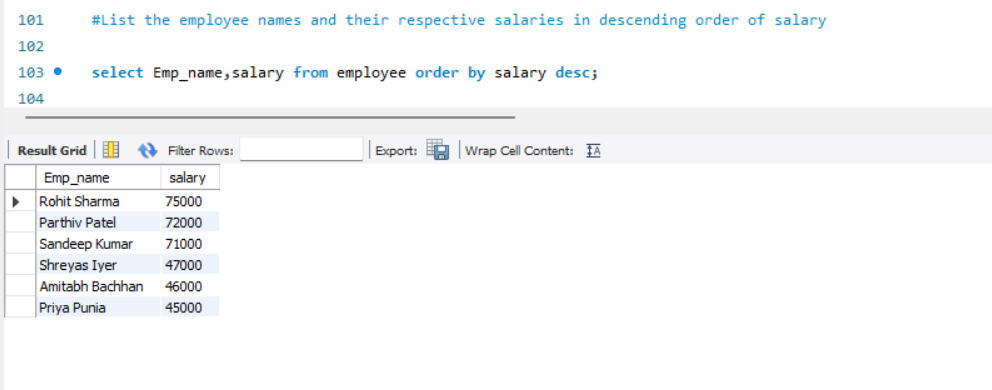 101 #List the employee names and their respective salaries in descending order of salary
102
103 select Emp_name,salary from employee order by salary desc;
104
Result Grid Filter Rows: Export: Wrap Cell Content: IA
Emp_name salary
Rohit Sharma 75000
Parthiv Patel 72000
Sandeep Kumar 71000
Shreyas Iyer 47000
Amitabh Bachhan 46000
Priya Punia 45000